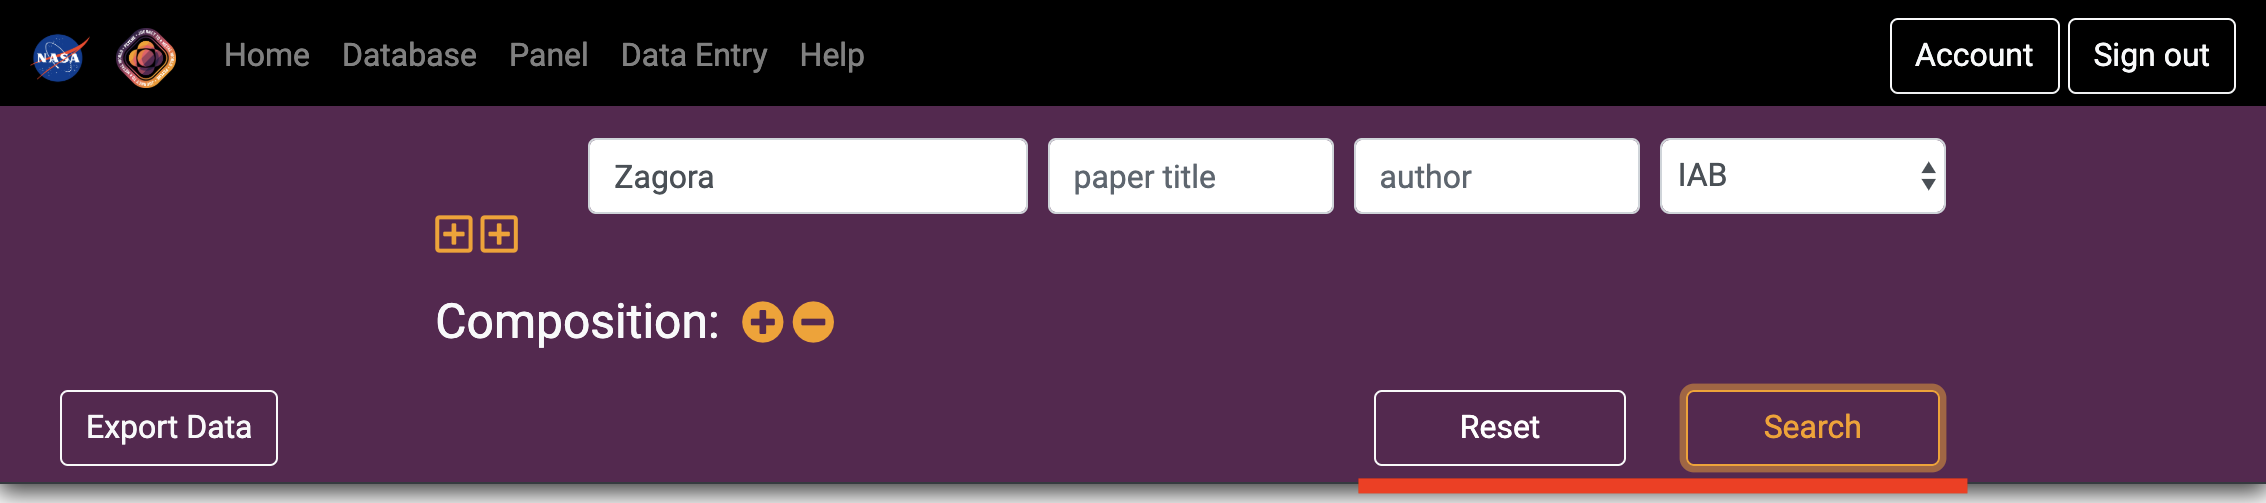 NASA Home Database Panel Data Entry Help Account Sign out
Zagora paper title author IAB
Composition:
Export Data Reset Search